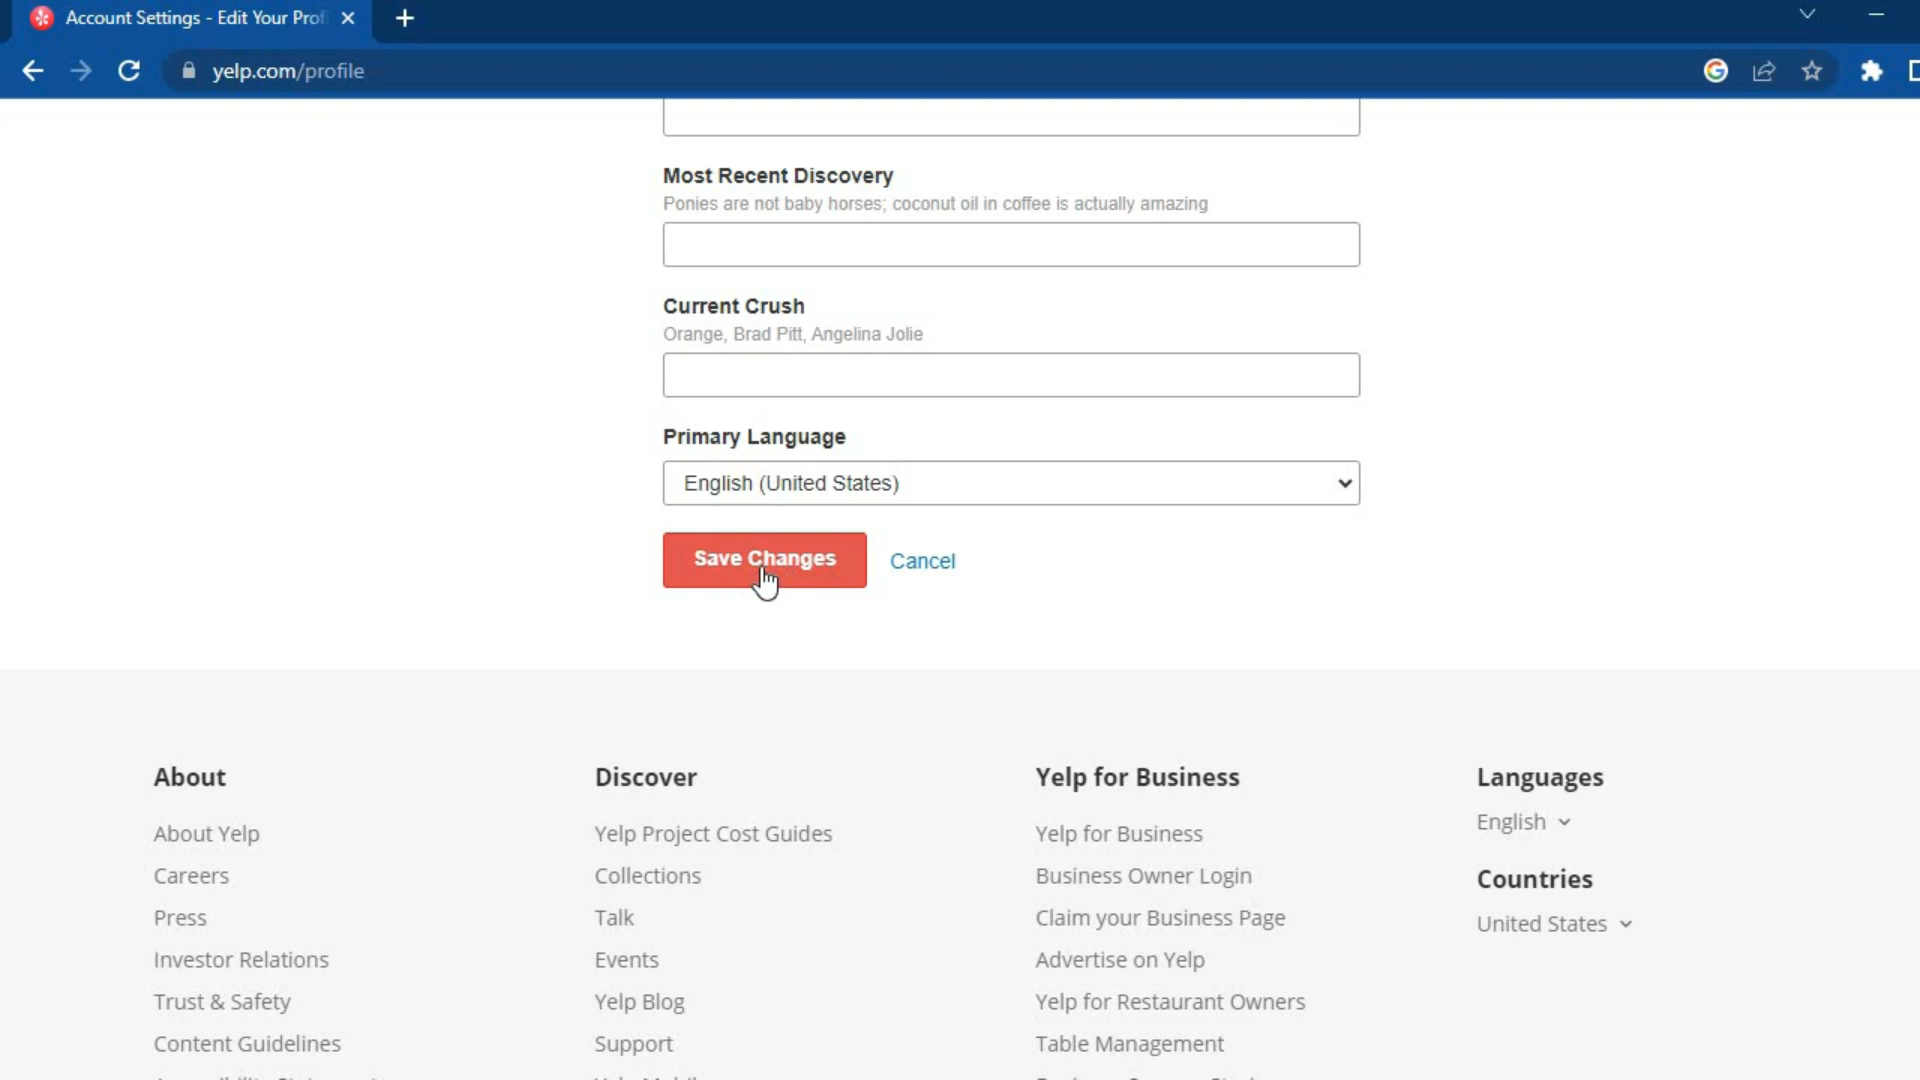 Account Settings - Edit Your Prof
yelp.com/profile
Most Recent Discovery
Ponies are not baby horses; coconut oil in coffee is actually amazing
Current Crush
Orange, Brad Pitt, Angelina Jolie
Primary Language
English (United States)
Save Changes Cancel
About
About Yelp
Careers
Press
Investor Relations
Trust & Safety
Content Guidelines
Discover
Yelp Project Cost Guides
Collections
Talk
Events
Yelp Blog
Support
Yelp for Business
Yelp for Business
Business Owner Login
Claim your Business Page
Advertise on Yelp
Yelp for Restaurant Owners
Table Management
Languages
English
Countries
United States